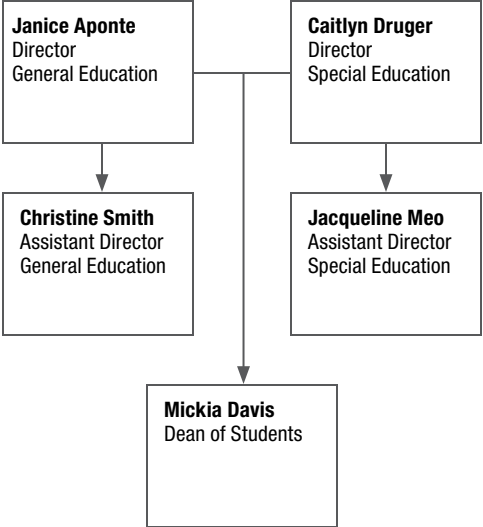 Janice Aponte
Director
General Education
Caitlyn Druger
Director
Special Education
Christine Smith
Assistant Director
General Education
Jacqueline Meo
Assistant Director
Special Education
Mickia Davis
Dean of Students